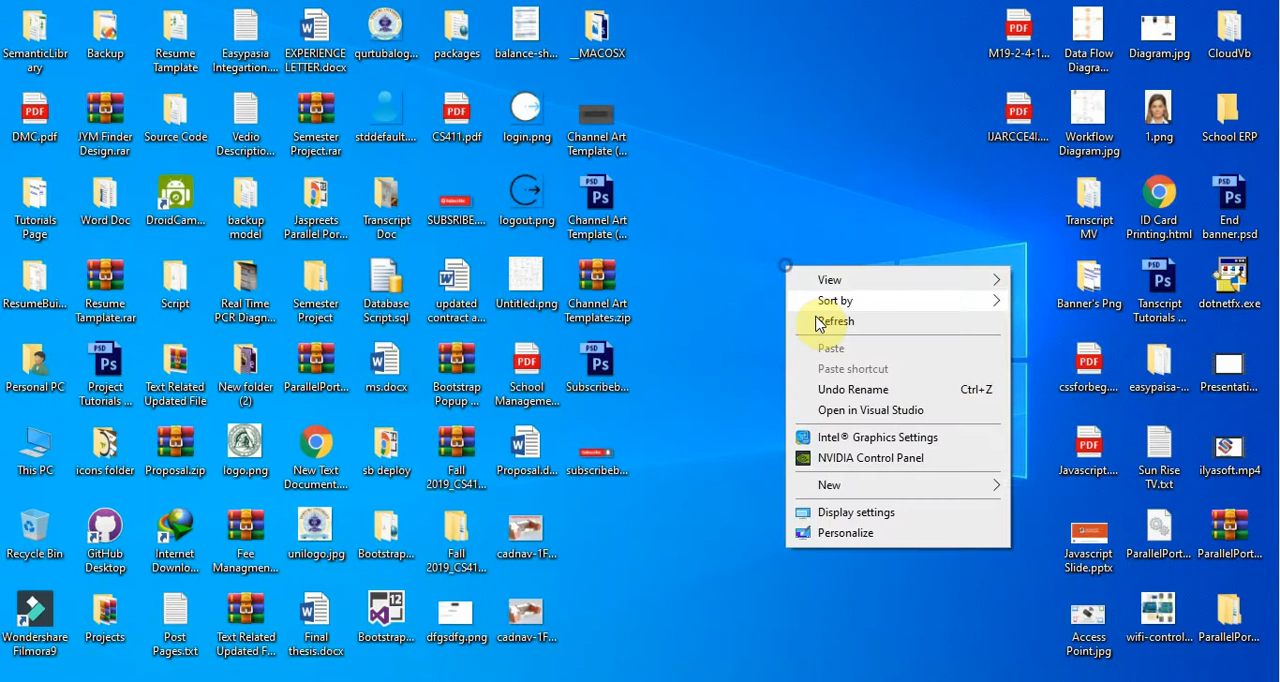 SemanticLibr
ary
Backup
Resume
Tamplate
Easypasia
Integartion....
EXPERIENCE
LETTER.docx
qurtubalog...
packages
balance-sh...
__MACOSX
M19-2-4-1...
Data Flow
Diagra...
Diagram.jpg
CloudVb
DMC.pdf
JYM Finder
Design.rar
Source Code
Vedio
Descriptio...
Semester
Project.rar
stddefault....
CS411.pdf
login.png
Channel Art
Template (...
IJARCCE4I....
Workflow
Diagram.jpg
1.png
School ERP
Tutorials
Page
Word Doc
DroidCam...
backup
model
Jaspreets
Parallel Por...
Transcript
Doc
SUBSRIBE....
logout.png
Channel Art
Template (...
Transcript
MV
ID Card
Printing.html
End
banner.psd
ResumeBui...
Resume
Tamplate.rar
Script
Real Time
PCR Diagn...
Semester
Project
Database
Script.sql
updated
contract a...
Untitled.png
Channel Art
Templates.zip
Banner's Png
Tanscript
Tutorials ...
dotnetfx.exe
Personal PC
Project
Tutorials ...
Text Related
Updated File
New folder
(2)
ParallelPort...
ms.docx
Bootstrap
Popup ...
School
Manageme...
Subscribeb...
cssforbeg...
easypaisa-...
Presentati...
This PC
icons folder
Proposal.zip
logo.png
New Text
Document....
sb deploy
Fall
2019_CS41...
Proposal.d...
subscribeb...
Javascript....
Sun Rise
TV.txt
ilyasoft.mp4
Recycle Bin
GitHub
Desktop
Internet
Downlo...
Fee
Managmen...
unilogo.jpg
Bootstrap...
Fall
2019_CS41...
cadnav-1F...
Javascript
Slide.pptx
ParallelPort...
ParallelPort...
Wondershare
Filmora9
Projects
Post
Pages.txt
Text Related
Updated F...
Final
thesis.docx
Bootstrap...
dfgsdfg.png
cadnav-1F...
Access
Point.jpg
wifi-control...
ParallelPor...
View
Sort by
Refresh
Paste
Paste shortcut
Undo Rename Ctrl+Z
Open in Visual Studio
Intel® Graphics Settings
NVIDIA Control Panel
New
Display settings
Personalize